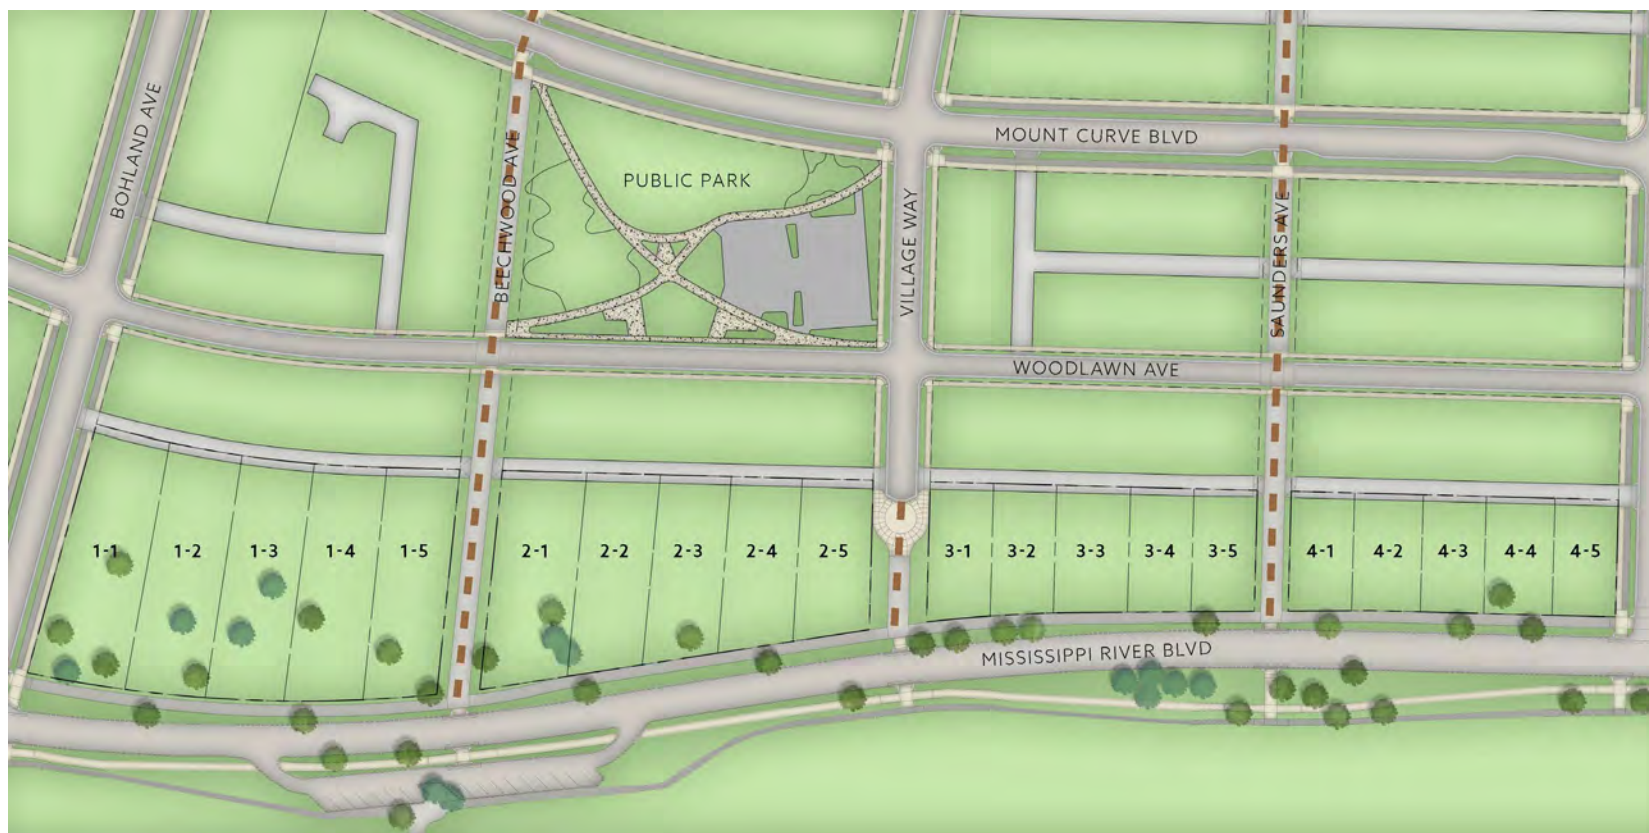 BOHLAND AVE
BEECHWOOD AVE
PUBLIC PARK
VILLAGE WAY
MOUNT CURVE BLVD
SAUNDERS AVE
WOODLAWN AVE
1-1 1-2 1-3 1-4 1-5 2-1 2-2 2-3 2-4 2-5 3-1 3-2 3-3 3-4 3-5 4-1 4-2 4-3 4-4 4-5
MISSISSIPPI RIVER BLVD